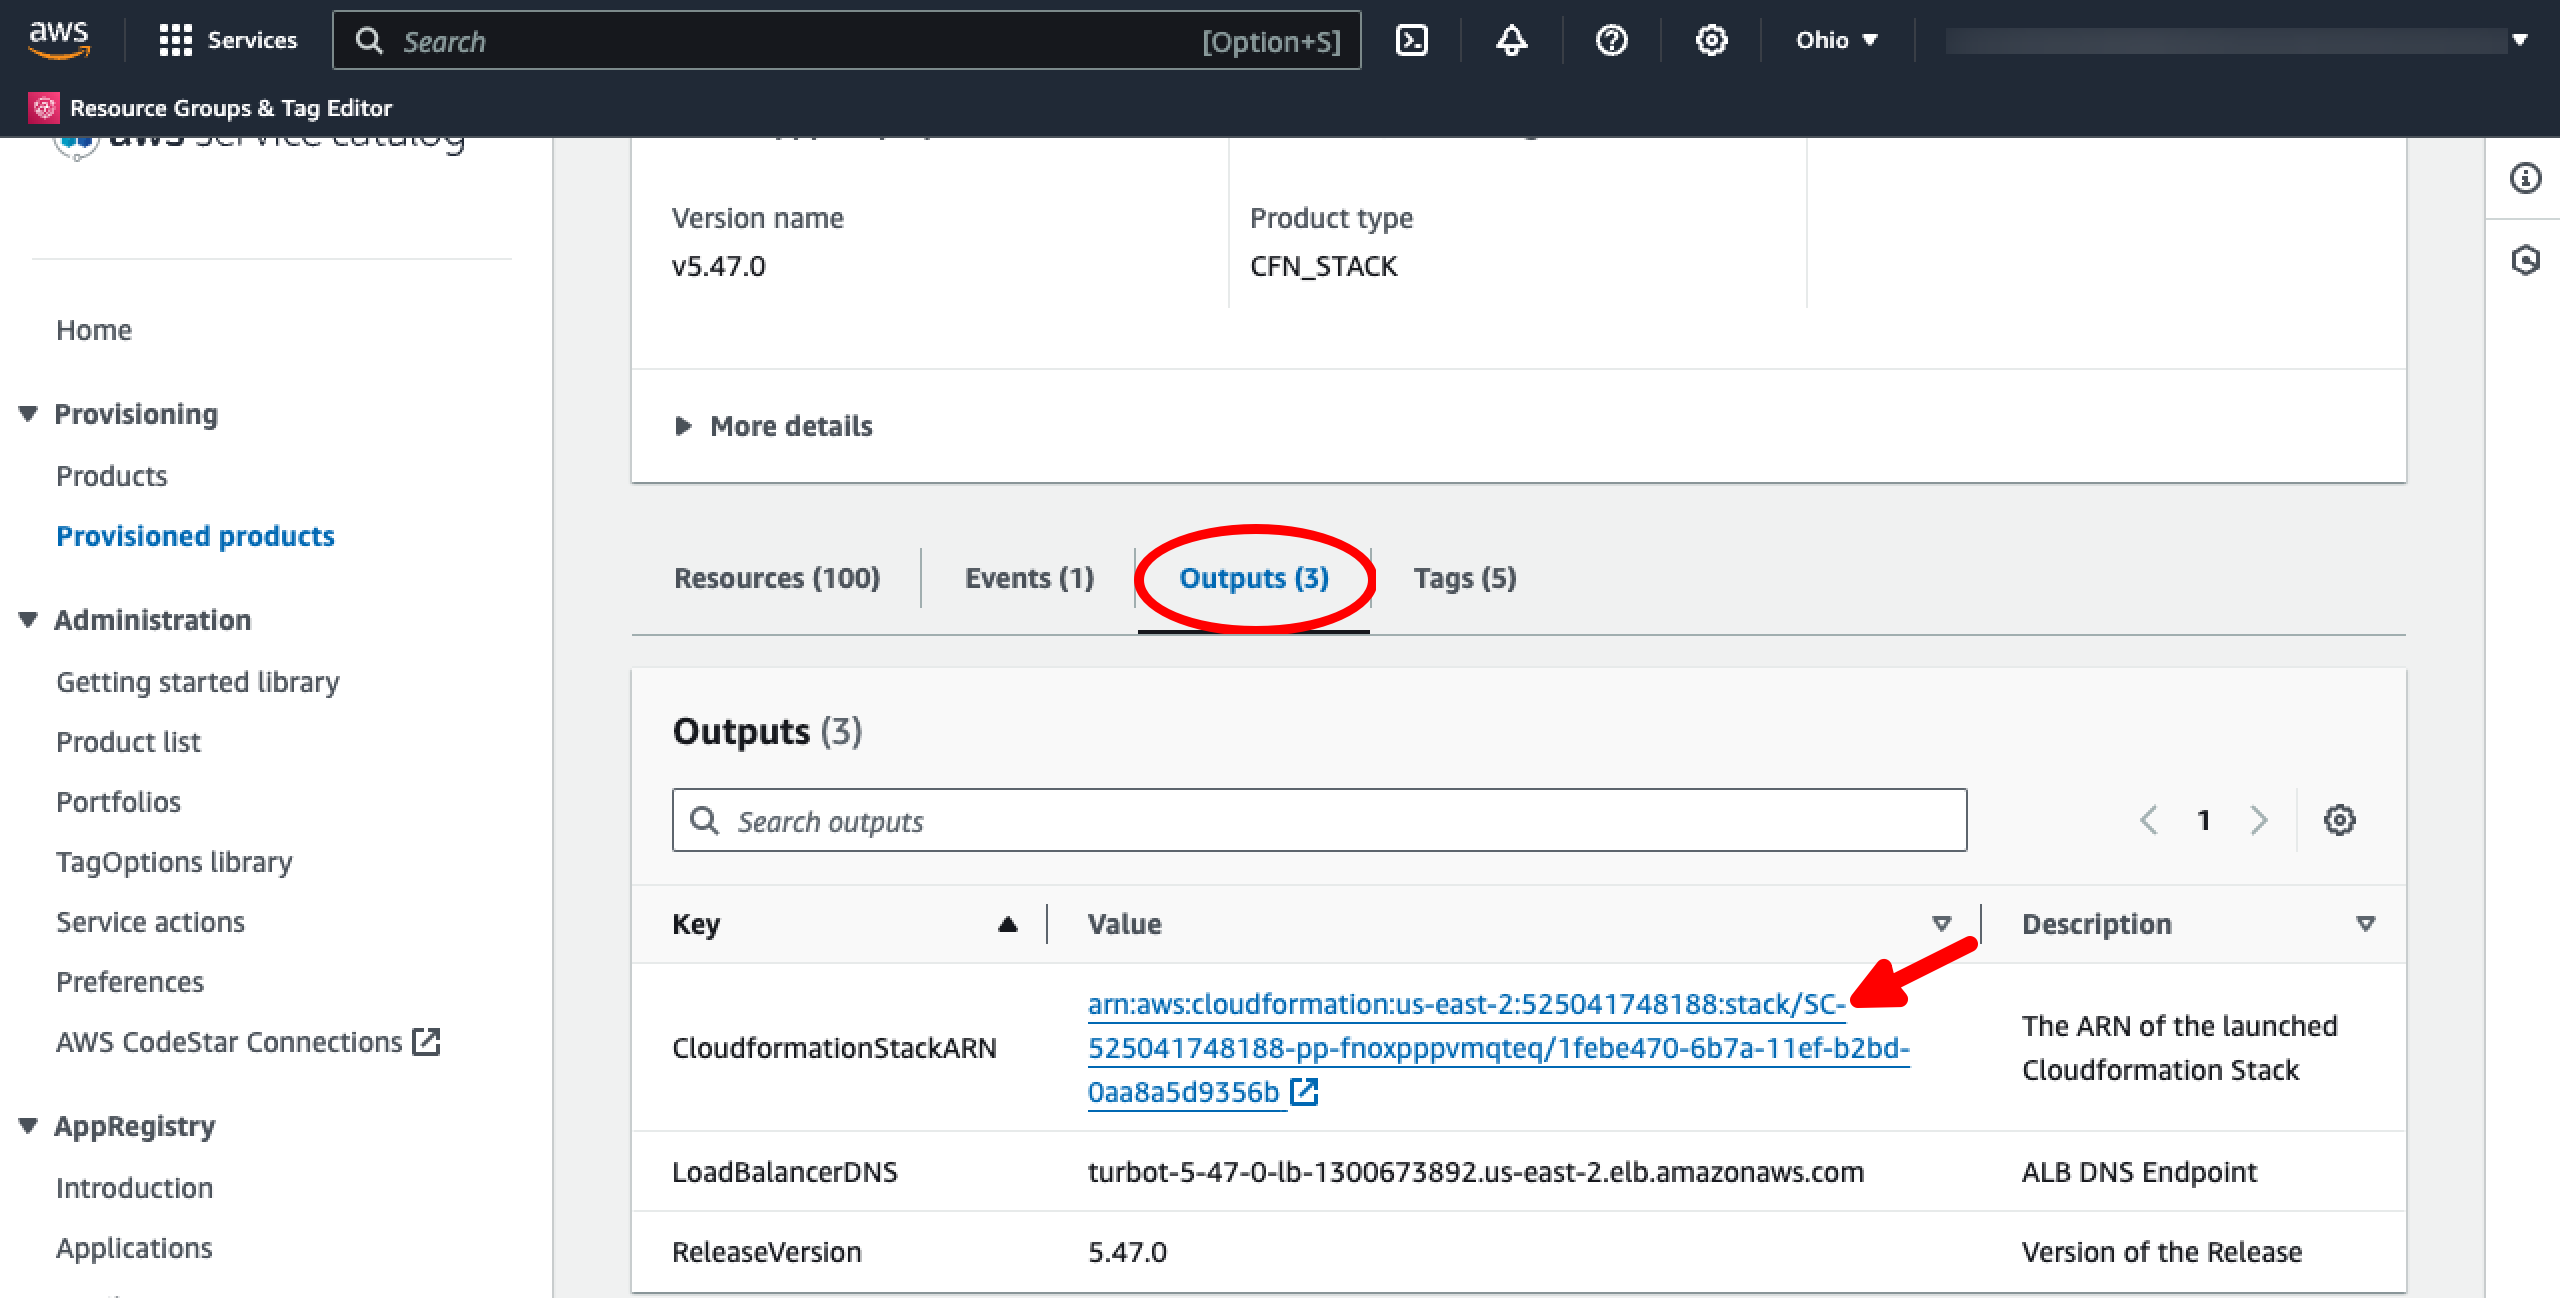 aws
Services
Search
[Option+S]
Ohio
Resource Groups & Tag Editor
aws service catalog
Home
Provisioning
Products
Provisioned products
Administration
Getting started library
Product list
Portfolios
TagOptions library
Service actions
Preferences
AWS CodeStar Connections
AppRegistry
Introduction
Applications
Version name
v5.47.0
Product type
CFN_STACK
More details
Resources (100)
Events (1)
Outputs (3)
Tags (5)
Outputs (3)
Search outputs
1
Key
Value
Description
CloudformationStackARN
arn:aws:cloudformation:us-east-2:525041748188:stack/SC-
525041748188-pp-fnoxpppvmqteq/1febe470-6b7a-11ef-b2bd-
0aa8a5d9356b
The ARN of the launched
Cloudformation Stack
LoadBalancerDNS
turbot-5-47-0-lb-1300673892.us-east-2.elb.amazonaws.com
ALB DNS Endpoint
ReleaseVersion
5.47.0
Version of the Release